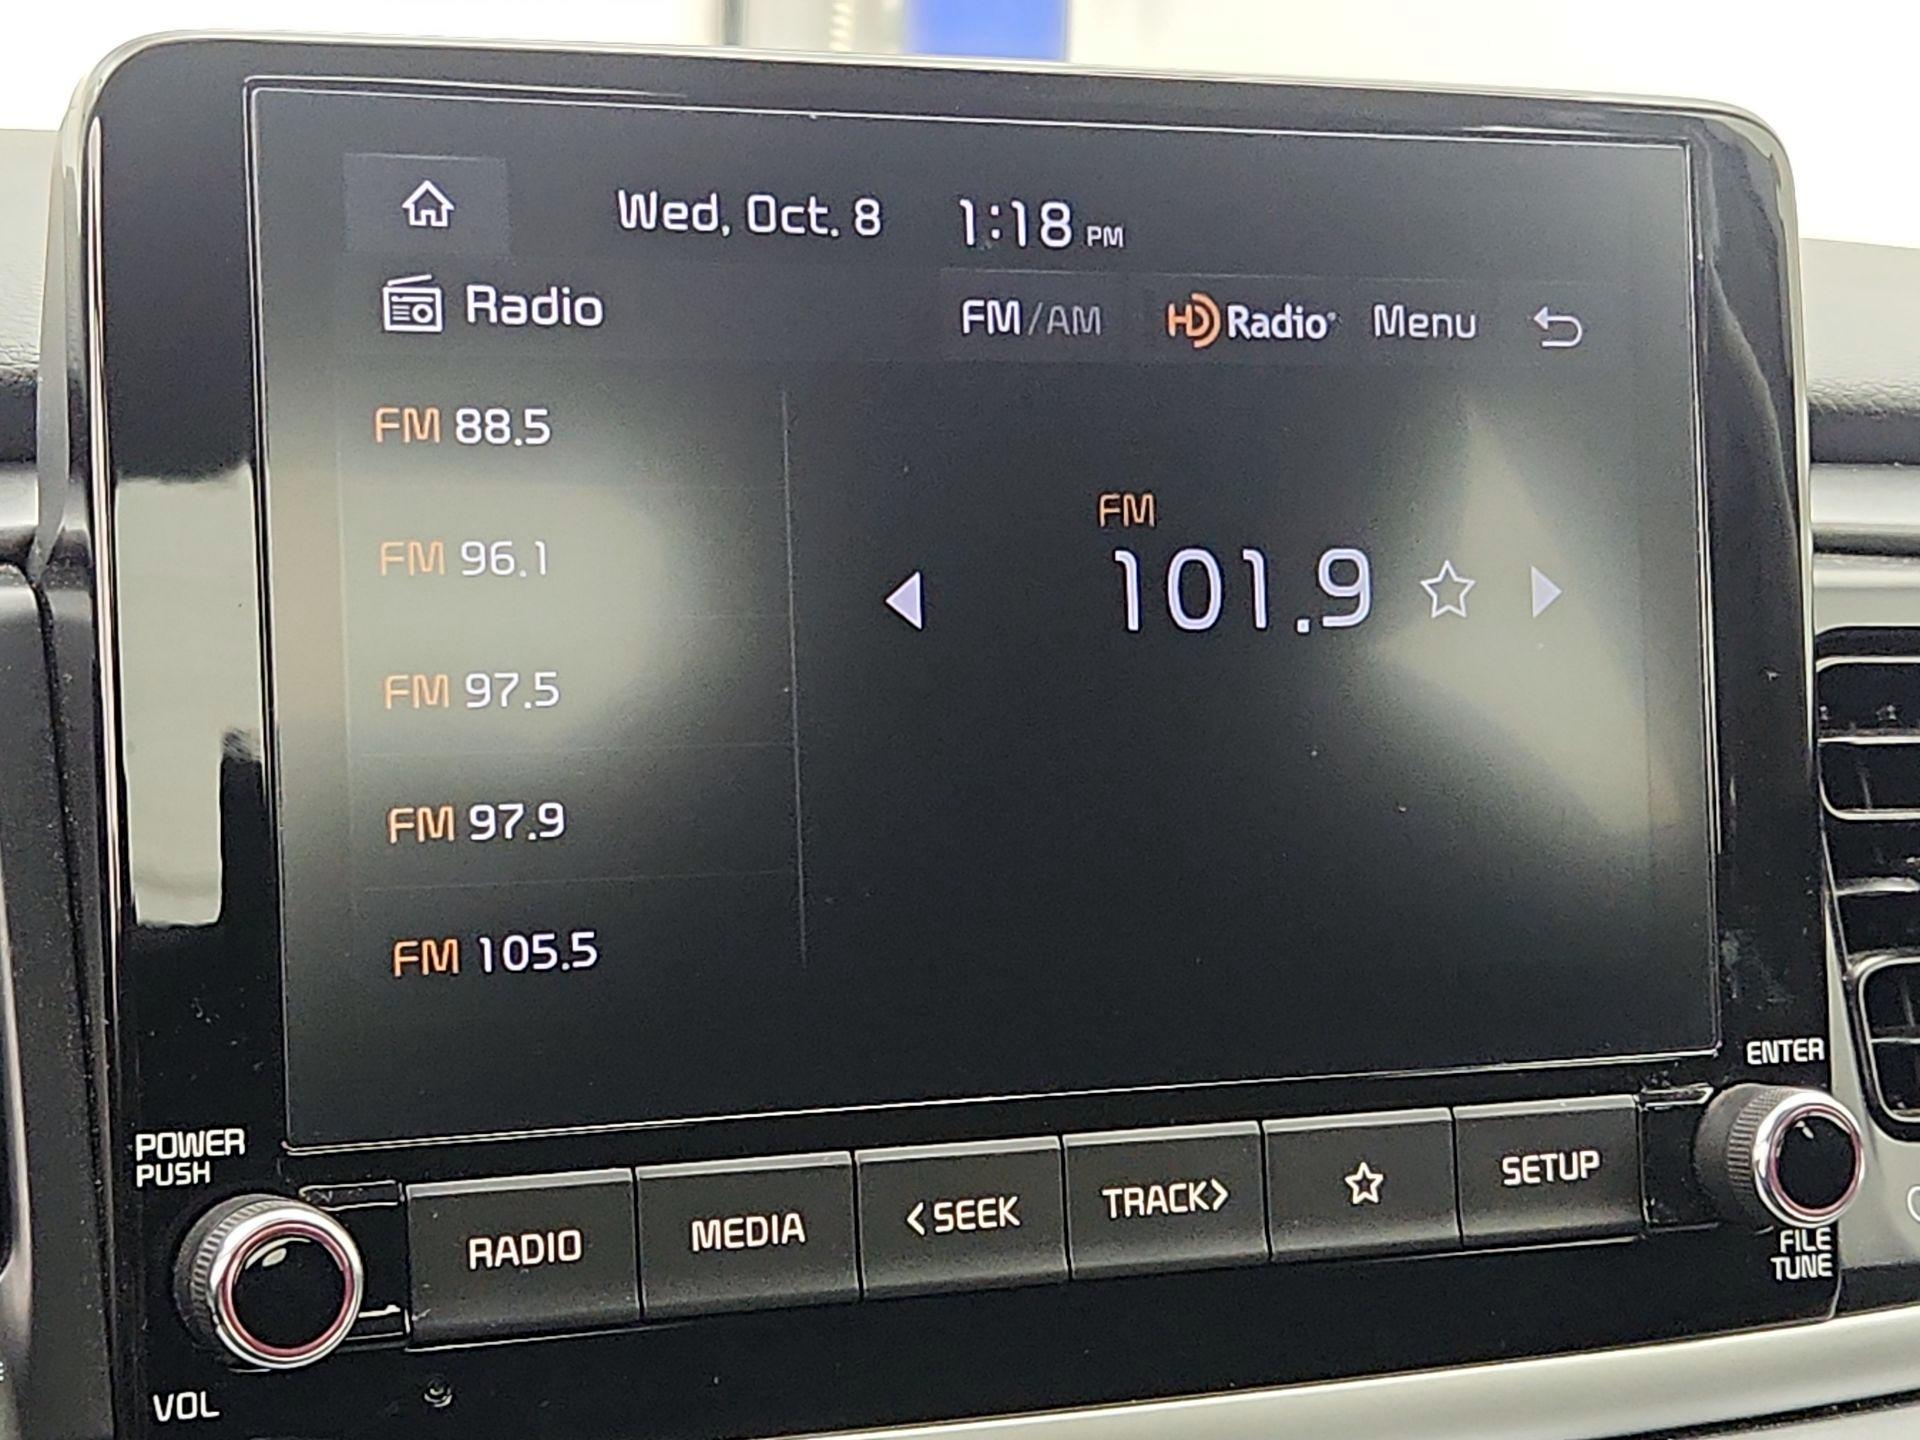 Wed, Oct. 8 1:18 PM
Radio FM/AM HD Radio Menu
FM 88.5
FM 96.1
FM 97.5
FM 97.9
FM 105.5
FM
101.9
ENTER
POWER
PUSH
RADIO MEDIA <SEEK TRACK> SETUP
FILE
TUNE
VOL